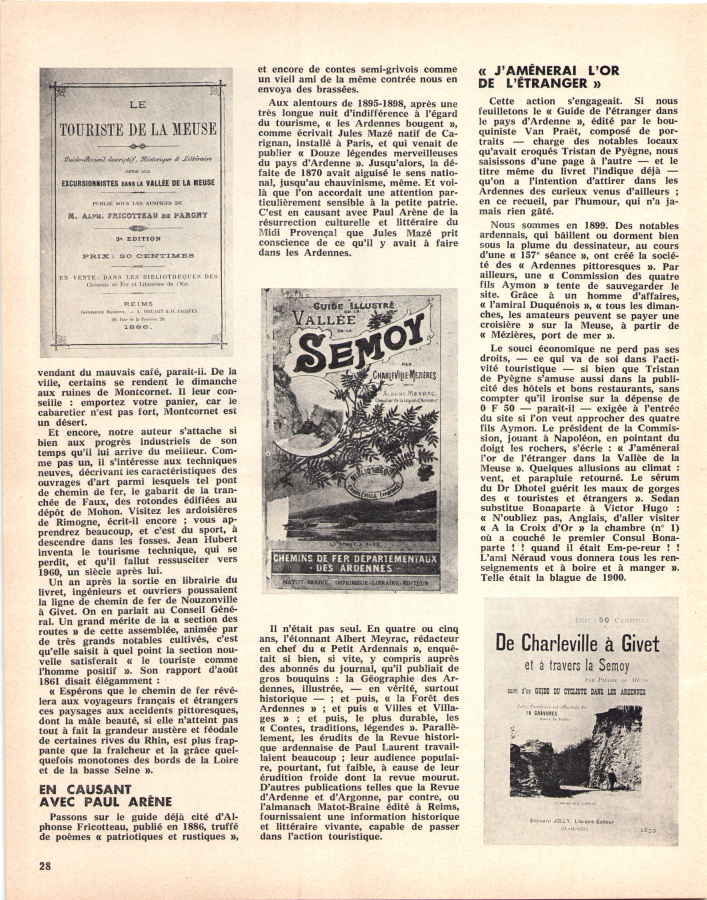 LE
TOURISTE DE LA MEUSE
Guide-Recueil descriptif, Historique & Littéraire
DÉDIÉ AUX
EXCURSIONNISTES DANS LA VALLÉE DE LA MEUSE
PUBLIÉ SOUS LES AUSPICES DE
M. ALPH. FRICOTTEAU DE PARGNY
3e EDITION
PRIX : 30 CENTIMES
EN VENTE : DANS LES BIBLIOTHÈQUES DES
Chemins de Fer et Librairies de l'Est.
REIMS
1886.
vendant du mauvais café, paraît-il. De la
ville, certains se rendent le dimanche
aux ruines de Montcornet. Il leur con-
seille : emportez votre panier, car le
cabaretier n'est pas fort, Montcornet est
un désert.
Et encore, notre auteur s'attache si
bien aux progrès industriels de son
temps qu'il lui arrive du meilleur. Com-
me pas un, il s'intéresse aux techniques
neuves, décrivant les caractéristiques des
ouvrages d'art parmi lesquels tel pont
de chemin de fer, le gabarit de la tran-
chée de Faux, des rotondes édifiées au
dépôt de Mohon. Visitez les ardoisières
de Rimogne, écrit-il encore ; vous ap-
prendrez beaucoup, et c'est du sport, à
descendre dans les fosses. Jean Hubert
inventa le tourisme technique, qui se
perdit, et qu'il fallut ressusciter vers
1960, un siècle après lui.
Un an après la sortie en librairie du
livret, ingénieurs et ouvriers poussaient
la ligne de chemin de fer de Nouzonville
à Givet. On en parlait au Conseil Géné-
ral. Un grand mérite de la « section des
routes » de cette assemblée, animée par
de très grands notables cultivés, c'est
qu'elle saisit à quel point la section nou-
velle satisferait « le touriste comme
l'homme positif ». Son rapport d'août
1861 disait élégamment :
« Espérons que le chemin de fer révé-
lera aux voyageurs français et étrangers
ces paysages aux accidents pittoresques,
dont la mâle beauté, si elle n'atteint pas
tout à fait la grandeur austère et féodale
de certaines rives du Rhin, est plus frap-
pante que la fraîcheur et la grâce quel-
quefois monotones des bords de la Loire
et de la basse Seine ».
EN CAUSANT
AVEC PAUL ARÈNE
Passons sur le guide déjà cité d'Al-
phonse Fricotteau, publié en 1886, truffé
de poèmes « patriotiques et rustiques »,
28
et encore de contes semi-grivois comme
un vieil ami de la même contrée nous en
envoya des brassées.
Aux alentours de 1895-1898, après une
très longue nuit d'indifférence à l'égard
du tourisme, « les Ardennes bougent »,
comme écrivait Jules Mazé natif de Ca-
rignan, installé à Paris, et qui venait de
publier « Douze légendes merveilleuses
du pays d'Ardenne ». Jusqu'alors, la dé-
faite de 1870 avait aiguisé le sens natio-
nal, jusqu'au chauvinisme, même. Et voi-
là que l'on accordait une attention par-
ticulièrement sensible à la petite patrie.
C'est en causant avec Paul Arène de la
résurrection culturelle et littéraire du
Midi Provençal que Jules Mazé prit
conscience de ce qu'il y avait à faire
dans les Ardennes.
GUIDE ILLUSTRÉ
DE LA
VALLÉE
DE LA
SEMOY
PAR
CHARLEVILLE-MÉZIÈRES
ALBERT MEYRAC
CHARLEVILLE
CHEMINS DE FER DÉPARTEMENTAUX
DES ARDENNES
MATOT-BRAINE, IMPRIMEUR-LIBRAIRE-ÉDITEUR
Il n'était pas seul. En quatre ou cinq
ans, l'étonnant Albert Meyrac, rédacteur
en chef du « Petit Ardennais », enquê-
tait si bien, si vite, y compris auprès
des abonnés du journal, qu'il publiait de
gros bouquins : la Géographie des Ar-
dennes, illustrée, — en vérité, surtout
historique — ; et puis, « la Forêt des
Ardennes » ; et puis « Villes et Villa-
ges » ; et puis, le plus durable, les
« Contes, traditions, légendes ». Parallè-
lement, les érudits de la Revue histori-
que ardennaise de Paul Laurent travail-
laient beaucoup ; leur audience populai-
re, pourtant, fut faible, à cause de leur
érudition froide dont la revue mourut.
D'autres publications telles que la Revue
d'Ardenne et d'Argonne, par contre, ou
l'almanach Matot-Braine édité à Reims,
fournissaient une information historique
et littéraire vivante, capable de passer
dans l'action touristique.
« J'AMÊNERAI L'OR
DE L'ÉTRANGER »
Cette action s'engageait. Si nous
feuilletons le « Guide de l'étranger dans
le pays d'Ardenne », édité par le bou-
quiniste Van Praët, composé de por-
traits — charge des notables locaux
qu'avait croqués Tristan de Pyègne, nous
saisissons d'une page à l'autre — et le
titre même du livret l'indique déjà —
qu'on a l'intention d'attirer dans les
Ardennes des curieux venus d'ailleurs ;
en ce recueil, par l'humour, qui n'a ja-
mais rien gâté.
Nous sommes en 1899. Des notables
ardennais, qui bâillent ou dorment bien
sous la plume du dessinateur, au cours
d'une « 157e séance », ont créé la socié-
té des « Ardennes pittoresques ». Par
ailleurs, une « Commission des quatre
fils Aymon » tente de sauvegarder le
site. Grâce à un homme d'affaires,
« l'amiral Duquénois », « tous les diman-
ches, les amateurs peuvent se payer une
croisière » sur la Meuse, à partir de
« Mézières, port de mer ».
Le souci économique ne perd pas ses
droits, — ce qui va de soi dans l'acti-
vité touristique — si bien que Tristan
de Pyègne s'amuse aussi dans la publi-
cité des hôtels et bons restaurants, sans
compter qu'il ironise sur la dépense de
0 F 50 — paraît-il — exigée à l'entrée
du site si l'on veut approcher des quatre
fils Aymon. Le président de la Commis-
sion, jouant à Napoléon, en pointant du
doigt les rochers, s'écrie : « J'amènerai
l'or de l'étranger dans la Vallée de la
Meuse ». Quelques allusions au climat :
vent, et parapluie retourné. Le sérum
du Dr Dhotel guérit les maux de gorges
des « touristes et étrangers ». Sedan
substitue Bonaparte à Victor Hugo :
« N'oubliez pas, Anglais, d'aller visiter
« A la Croix d'Or » la chambre (n° 1)
où a couché le premier Consul Bona-
parte ! ! quand il était Em-pe-reur ! !
L'ami Néraud vous donnera tous les ren-
seignements et à boire et à manger ».
Telle était la blague de 1900.
De Charleville à Givet
et à travers la Semoy
suivi d'un GUIDE DU CYCLISTE DANS LES ARDENNES
18 GRAVURES
Edouard JOLLY, Libraire-Editeur
Charleville